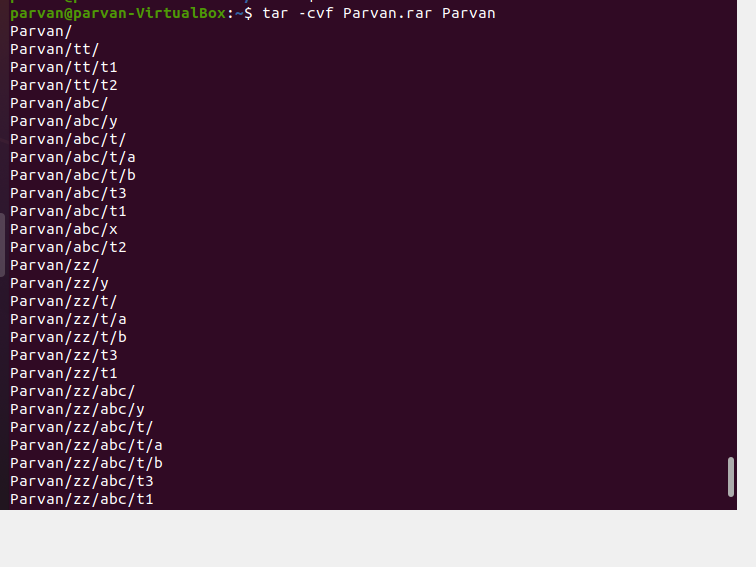 parvan@parvan-VirtualBox:~$ tar -cvf Parvan.rar Parvan
Parvan/
Parvan/tt/
Parvan/tt/t1
Parvan/tt/t2
Parvan/abc/
Parvan/abc/y
Parvan/abc/t/
Parvan/abc/t/a
Parvan/abc/t/b
Parvan/abc/t3
Parvan/abc/t1
Parvan/abc/x
Parvan/abc/t2
Parvan/zz/
Parvan/zz/y
Parvan/zz/t/
Parvan/zz/t/a
Parvan/zz/t/b
Parvan/zz/t3
Parvan/zz/t1
Parvan/zz/abc/
Parvan/zz/abc/y
Parvan/zz/abc/t/
Parvan/zz/abc/t/a
Parvan/zz/abc/t/b
Parvan/zz/abc/t3
Parvan/zz/abc/t1